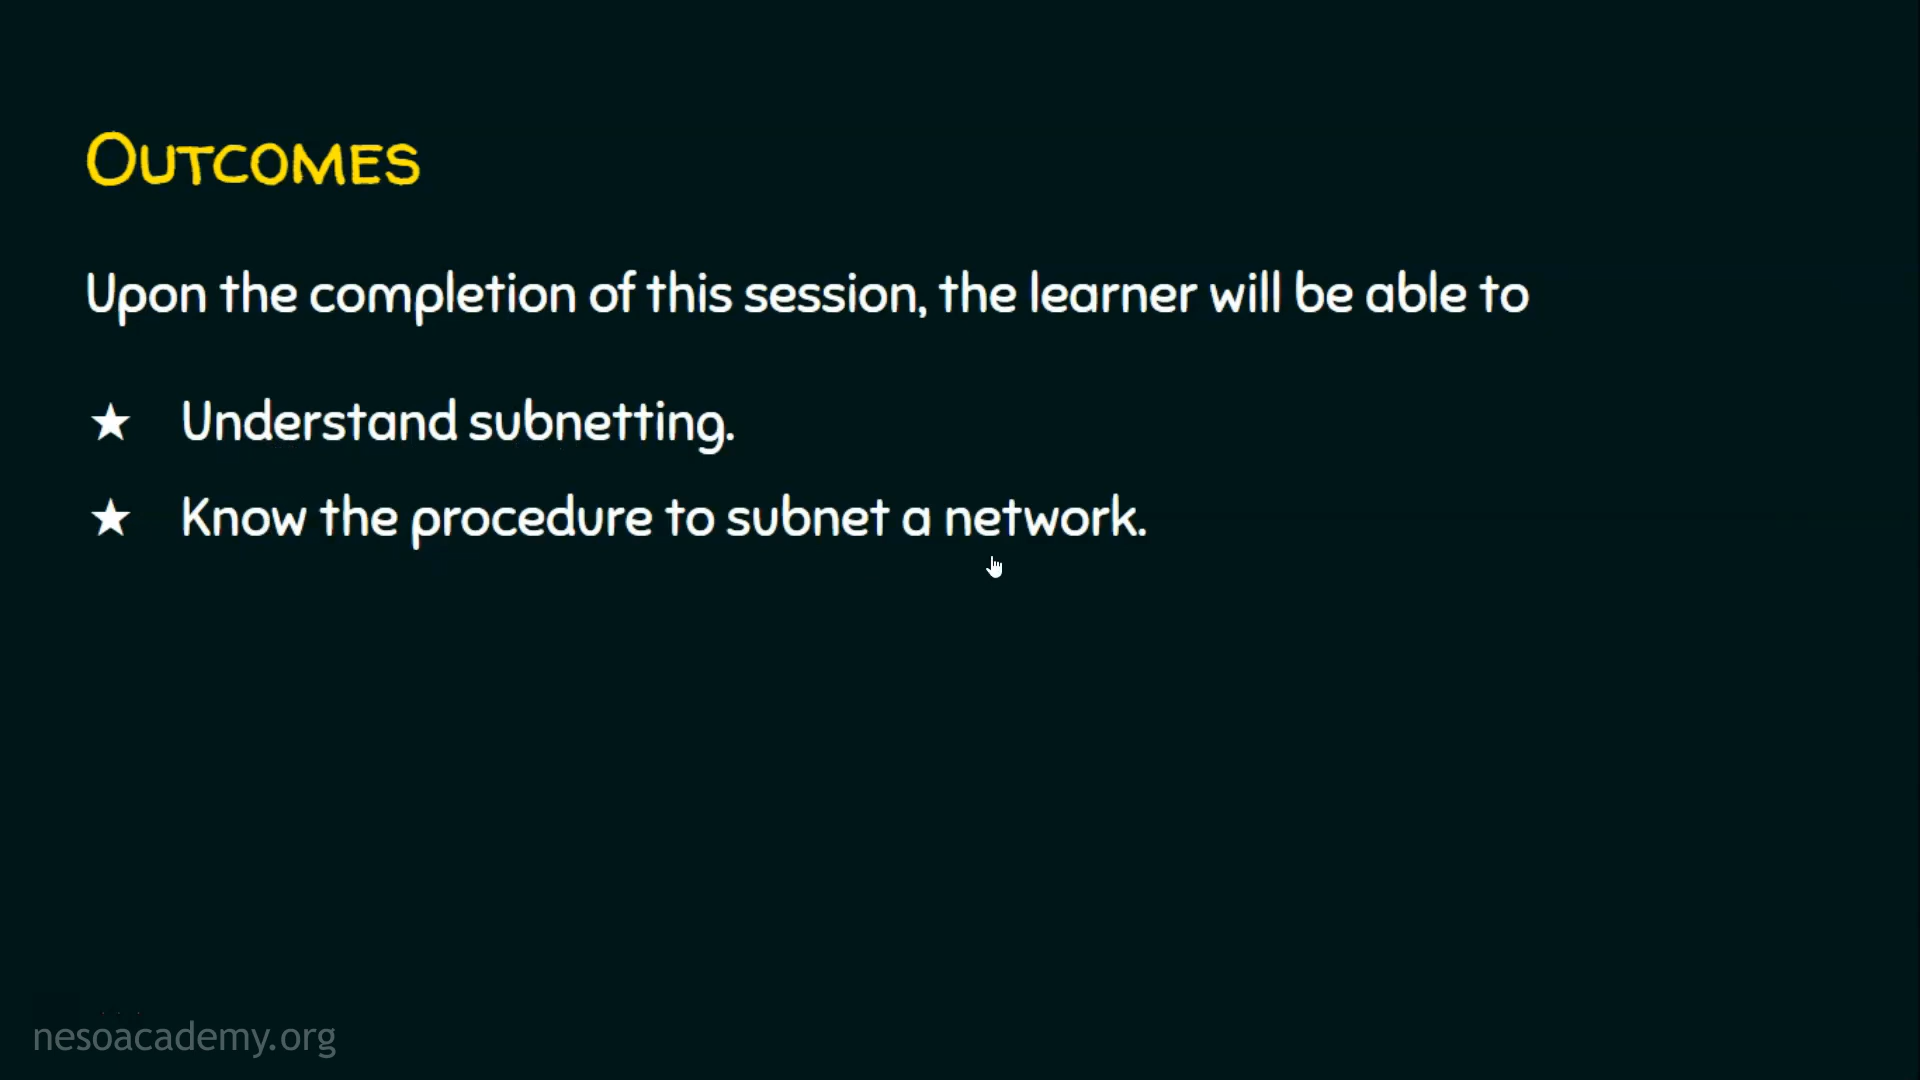 OUTCOMES
Upon the completion of this session, the learner will be able to
★ Understand subnetting.
★ Know the procedure to subnet a network.
nesoacademy.org